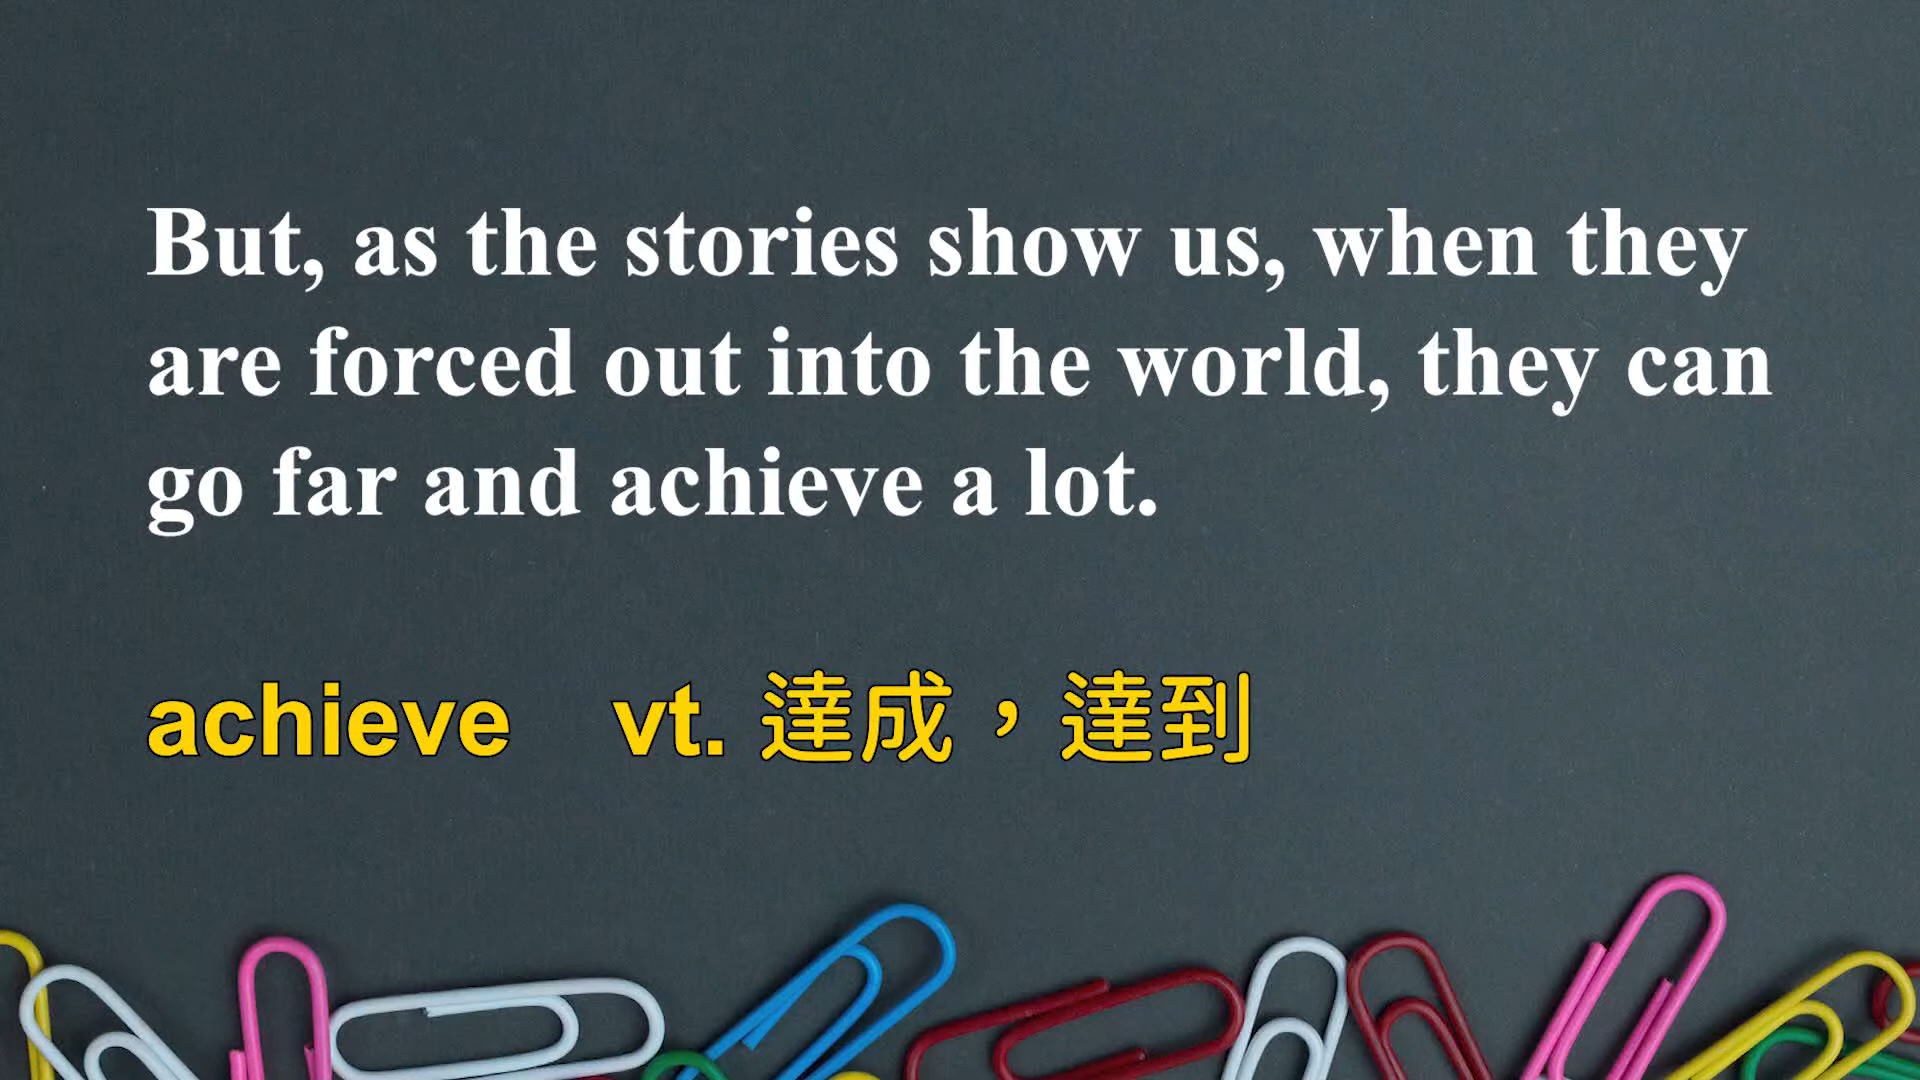 But, as the stories show us, when they
are forced out into the world, they can
go far and achieve a lot.
achieve vt. 達成，達到